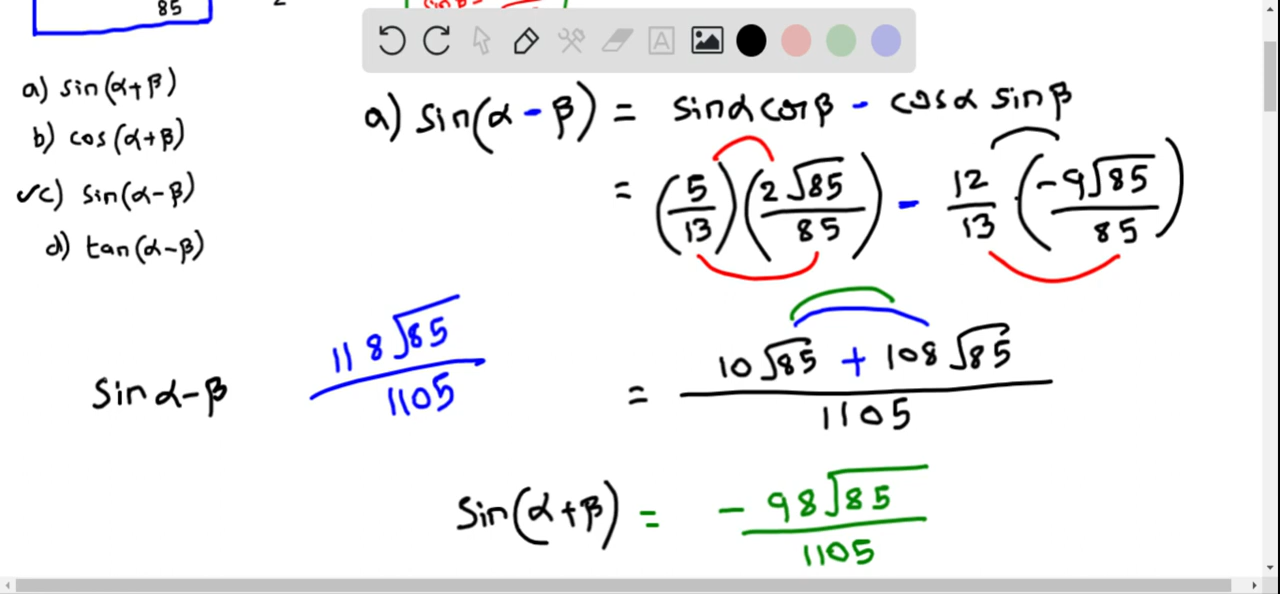 85
a) sin(α+β)
b) cos(α+β)
✓c) sin(α-β)
d) tan(α-β)
a) sin(α - β) = sinα cosβ - cosα sinβ
= (5/13)(2√85/85) - 12/13 · (-9√85/85)
= (10√85 + 108√85)/1105
sin α-β 118√85/1105
sin(α+β) = -98√85/1105